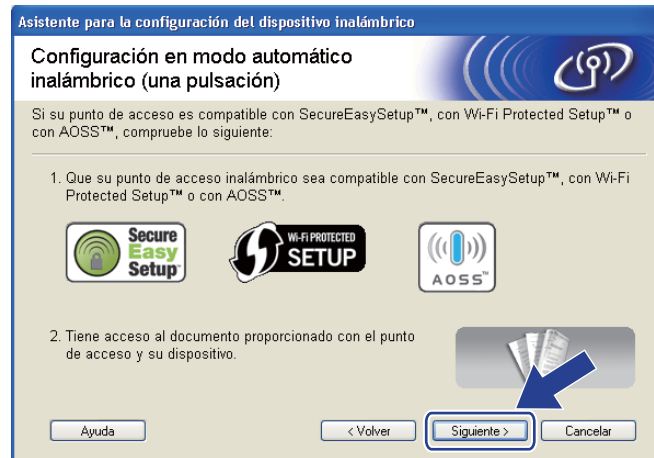 Asistente para la configuración del dispositivo inalámbrico
Configuración en modo automático
inalámbrico (una pulsación)
Si su punto de acceso es compatible con SecureEasySetup™, con Wi-Fi Protected Setup™ o
con AOSS™, compruebe lo siguiente:
1. Que su punto de acceso inalámbrico sea compatible con SecureEasySetup™, con Wi-Fi
Protected Setup™ o con AOSS™.
Secure
Easy
Setup™
Wi-Fi PROTECTED
SETUP
AOSS™
2. Tiene acceso al documento proporcionado con el punto
de acceso y su dispositivo.
Ayuda
< Volver
Siguiente >
Cancelar